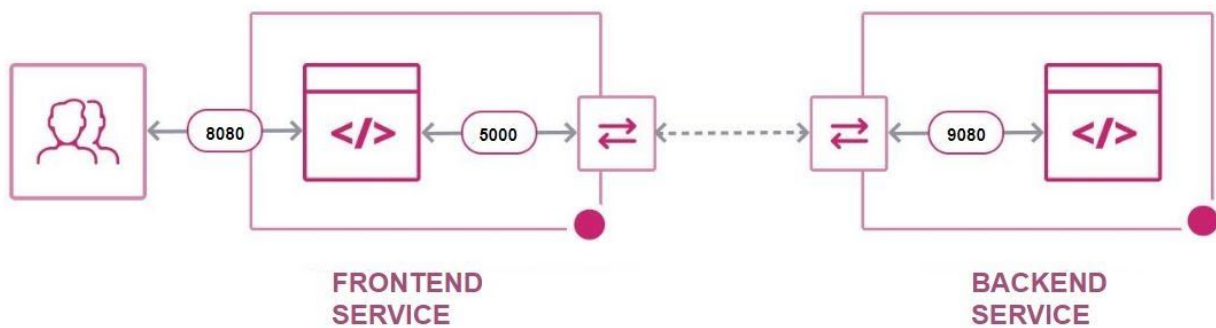 8080
</>
5000
9080
</>
FRONTEND
SERVICE
BACKEND
SERVICE